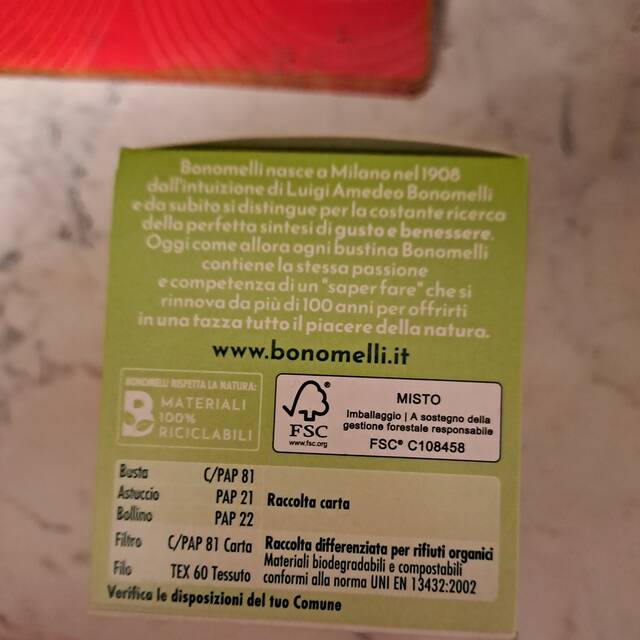 Bonomelli nasce a Milano nel 1908
dall'intuizione di Luigi Amedeo Bonomelli
e da subito si distingue per la costante ricerca
della perfetta sintesi di gusto e benessere.
Oggi come allora ogni bustina Bonomelli
contiene la stessa passione
e competenza di un "saper fare" che si
rinnova da più di 100 anni per offrirti
in una tazza tutto il piacere della natura.
www.bonomelli.it
BONOMELLI RISPETTA LA NATURA:
MATERIALI
100%
RICICLABILI
FSC®
www.fsc.org
MISTO
Imballaggio | A sostegno della
gestione forestale responsabile
FSC® C108458
Busta C/PAP 81
Astuccio PAP 21 Raccolta carta
Bollino PAP 22
Filtro C/PAP 81 Carta Raccolta differenziata per rifiuti organici
Materiali biodegradabili e compostabili
Filo TEX 60 Tessuto conformi alla norma UNI EN 13432:2002
Verifica le disposizioni del tuo Comune